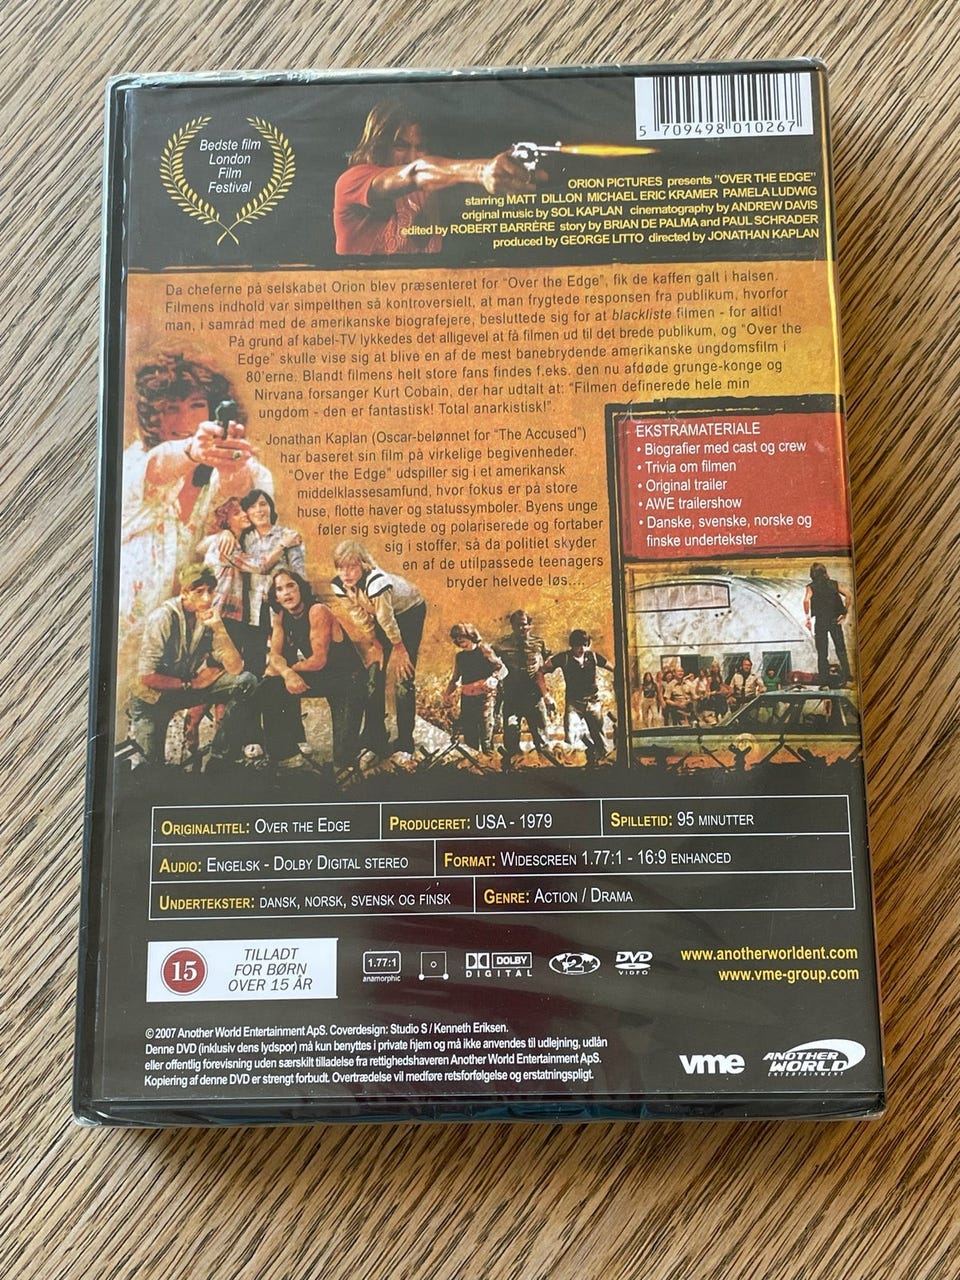 Bedste film
London
Film
Festival
5 709498 010267
ORION PICTURES presents "OVER THE EDGE"
starring MATT DILLON MICHAEL ERIC KRAMER PAMELA LUDWIG
original music by SOL KAPLAN cinematography by ANDREW DAVIS
edited by ROBERT BARRÈRE story by BRIAN DE PALMA and PAUL SCHRADER
produced by GEORGE LITTO directed by JONATHAN KAPLAN
Da cheferne på selskabet Orion blev præsenteret for "Over the Edge", fik de kaffen galt i halsen.
Filmens indhold var simpelthen så kontroversielt, at man frygtede responsen fra publikum, hvorfor
man, i samråd med de amerikanske biografejere, besluttede sig for at blackliste filmen - for altid!
På grund af kabel-TV lykkedes det alligevel at få filmen ud til det brede publikum, og "Over the
Edge" skulle vise sig at blive en af de mest banebrydende amerikanske ungdomsfilm i
80'erne. Blandt filmens helt store fans findes f.eks. den nu afdøde grunge-konge og
Nirvana forsanger Kurt Cobain, der har udtalt at: "Filmen definerede hele min
ungdom - den er fantastisk! Total anarkistisk!".
Jonathan Kaplan (Oscar-belønnet for "The Accused")
har baseret sin film på virkelige begivenheder.
"Over the Edge" udspiller sig i et amerikansk
middelklassesamfund, hvor fokus er på store
huse, flotte haver og statussymboler. Byens unge
føler sig svigtede og polariserede og fortaber
sig i stoffer, så da politiet skyder
en af de utilpassede teenagers
bryder helvede løs....
EKSTRAMATERIALE
• Biografier med cast og crew
• Trivia om filmen
• Original trailer
• AWE trailershow
• Danske, svenske, norske og
finske undertekster
ORIGINALTITEL: OVER THE EDGE PRODUCERET: USA - 1979 SPILLETID: 95 MINUTTER
AUDIO: ENGELSK - DOLBY DIGITAL STEREO FORMAT: WIDESCREEN 1.77:1 - 16:9 ENHANCED
UNDERTEKSTER: DANSK, NORSK, SVENSK OG FINSK GENRE: ACTION / DRAMA
15 TILLADT
FOR BØRN
OVER 15 ÅR
1.77:1
anamorphic
DOLBY
DIGITAL
2
DVD
VIDEO
www.anotherworldent.com
www.vme-group.com
© 2007 Another World Entertainment ApS. Coverdesign: Studio S / Kenneth Eriksen.
Denne DVD (inklusiv dens lydspor) må kun benyttes i private hjem og må ikke anvendes til udlejning, udlån
eller offentlig forevisning uden særskilt tilladelse fra rettighedshaveren Another World Entertainment ApS.
Kopiering af denne DVD er strengt forbudt. Overtrædelse vil medføre retsforfølgelse og erstatningspligt.
vme
ANOTHER
WORLD
ENTERTAINMENT